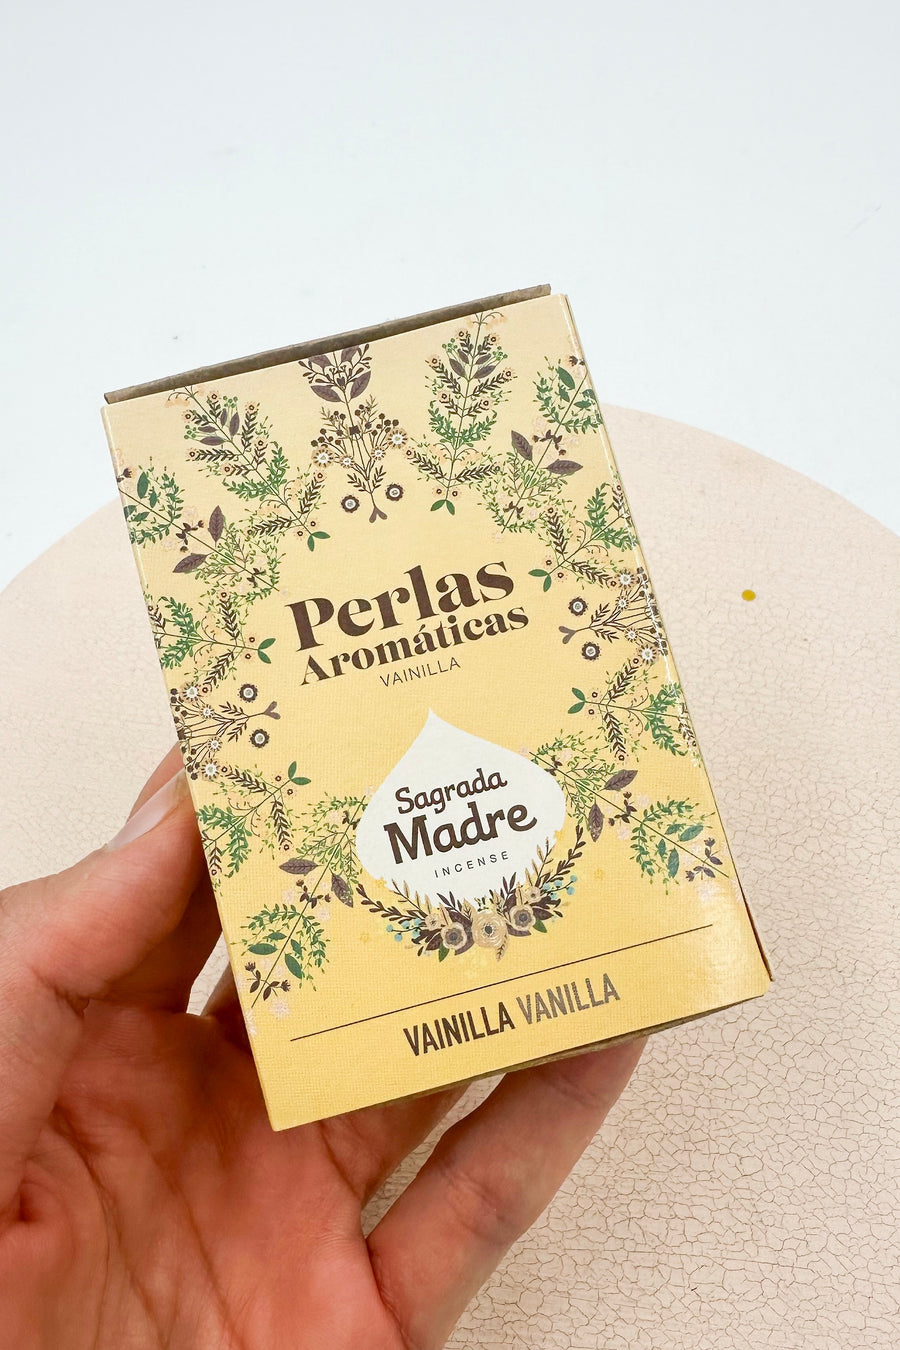 Perlas
Aromáticas
VAINILLA
Sagrada
Madre
INCENSE
VAINILLA VANILLA